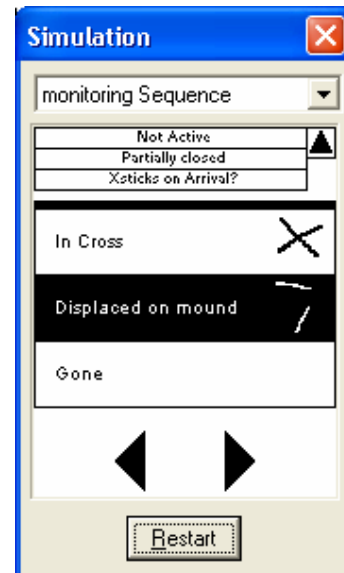 Simulation
monitoring Sequence
Not Active
Partially closed
Xsticks on Arrival?
In Cross
Displaced on mound
Gone
Restart